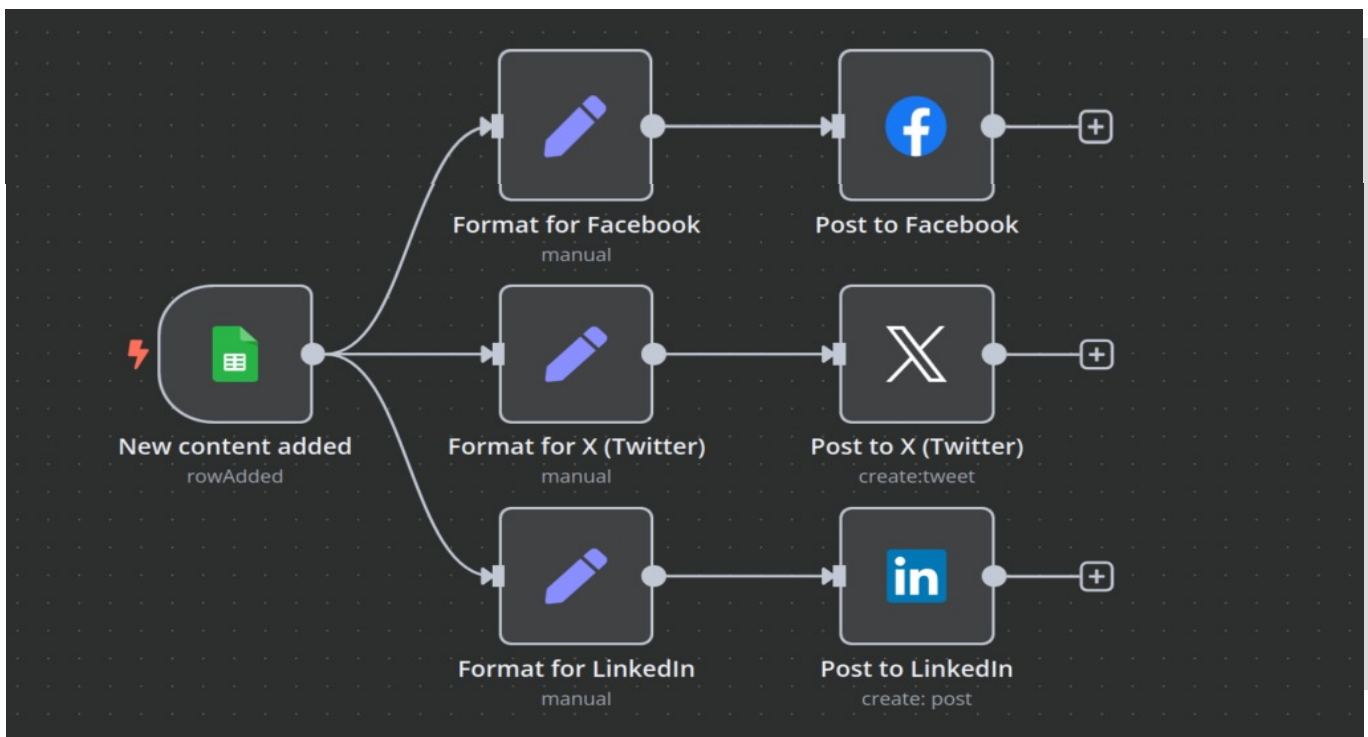 Format for Facebook
manual
Post to Facebook
New content added
rowAdded
Format for X (Twitter)
manual
Post to X (Twitter)
create:tweet
Format for LinkedIn
manual
Post to LinkedIn
create: post
in